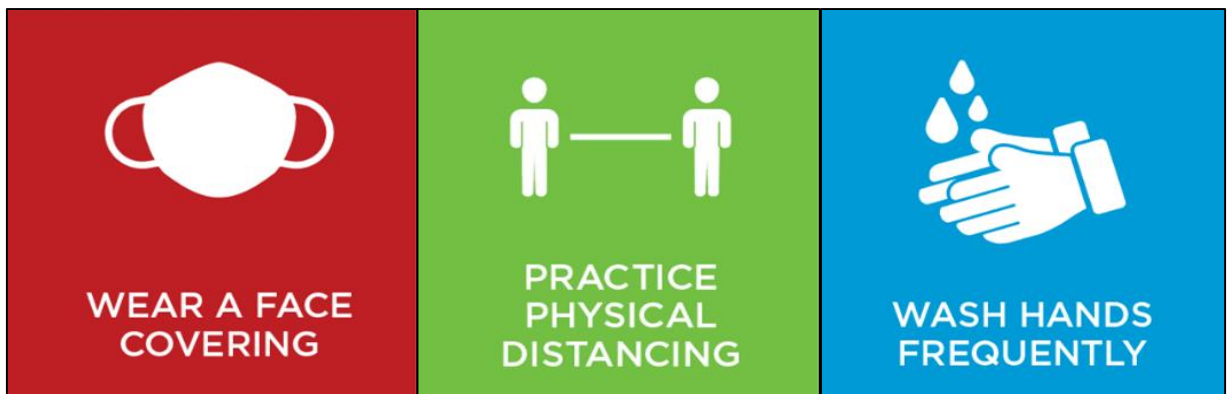 WEAR A FACE
COVERING
PRACTICE
PHYSICAL
DISTANCING
WASH HANDS
FREQUENTLY